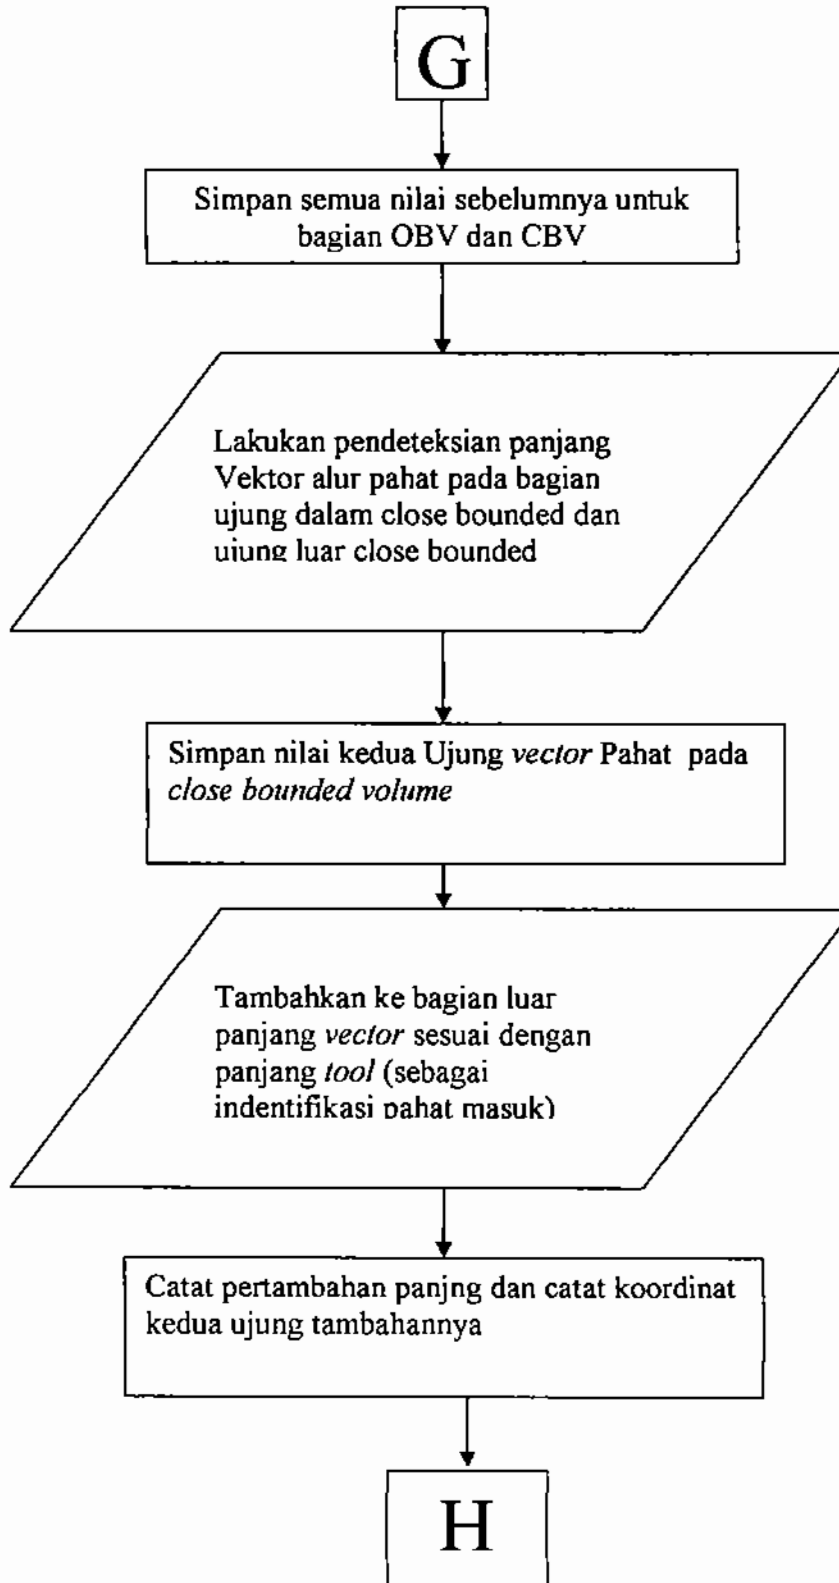 G
Simpan semua nilai sebelumnya untuk
bagian OBV dan CBV
Lakukan pendeteksian panjang
Vektor alur pahat pada bagian
ujung dalam close bounded dan
ujung luar close bounded
Simpan nilai kedua Ujung vector Pahat pada
close bounded volume
Tambahkan ke bagian luar
panjang vector sesuai dengan
panjang tool (sebagai
indentifikasi pahat masuk)
Catat pertambahan panjng dan catat koordinat
kedua ujung tambahannya
H